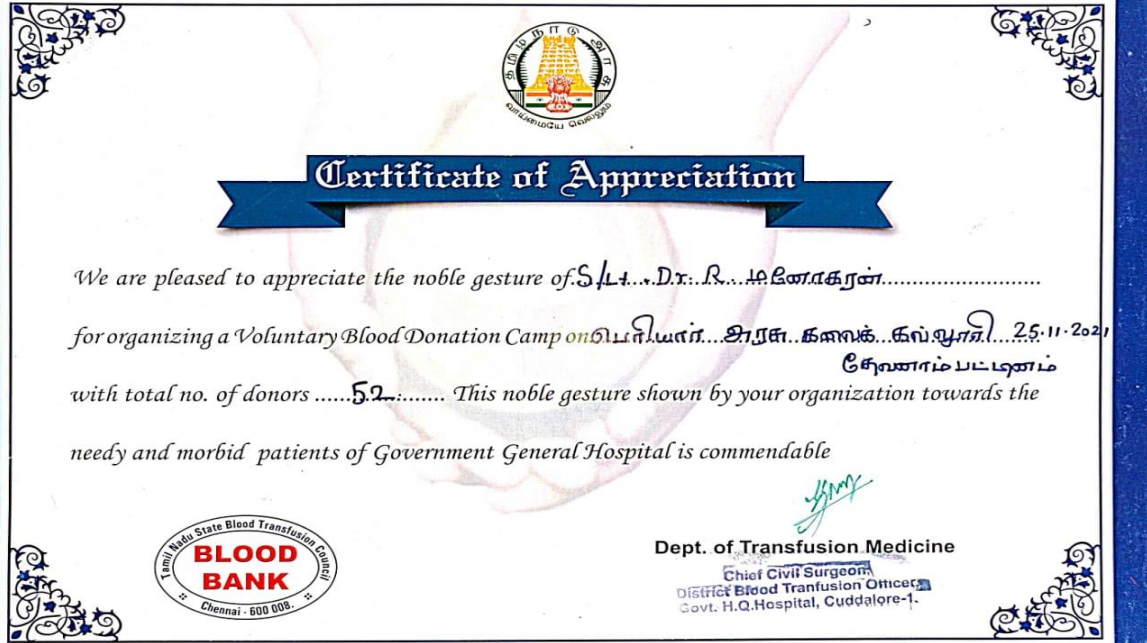 தமிழ்நாடு அரசு
வாய்மையே வெல்லும்
Certificate of Appreciation
We are pleased to appreciate the noble gesture of S/Lt...Dr. R. மனோகரன்
for organizing a Voluntary Blood Donation Camp on பெரியார் அரசு கலைக் கல்லூரி 25.11.2021
தேவனாம்பட்டினம்
with total no. of donors ......52....... This noble gesture shown by your organization towards the
needy and morbid patients of Government General Hospital is commendable
Tamil Nadu State Blood Transfusion Council
BLOOD
BANK
Chennai - 600 008.
Dept. of Transfusion Medicine
Chief Civil Surgeon,
District Blood Tranfusion Officer,
Govt. H.Q.Hospital, Cuddalore-1.